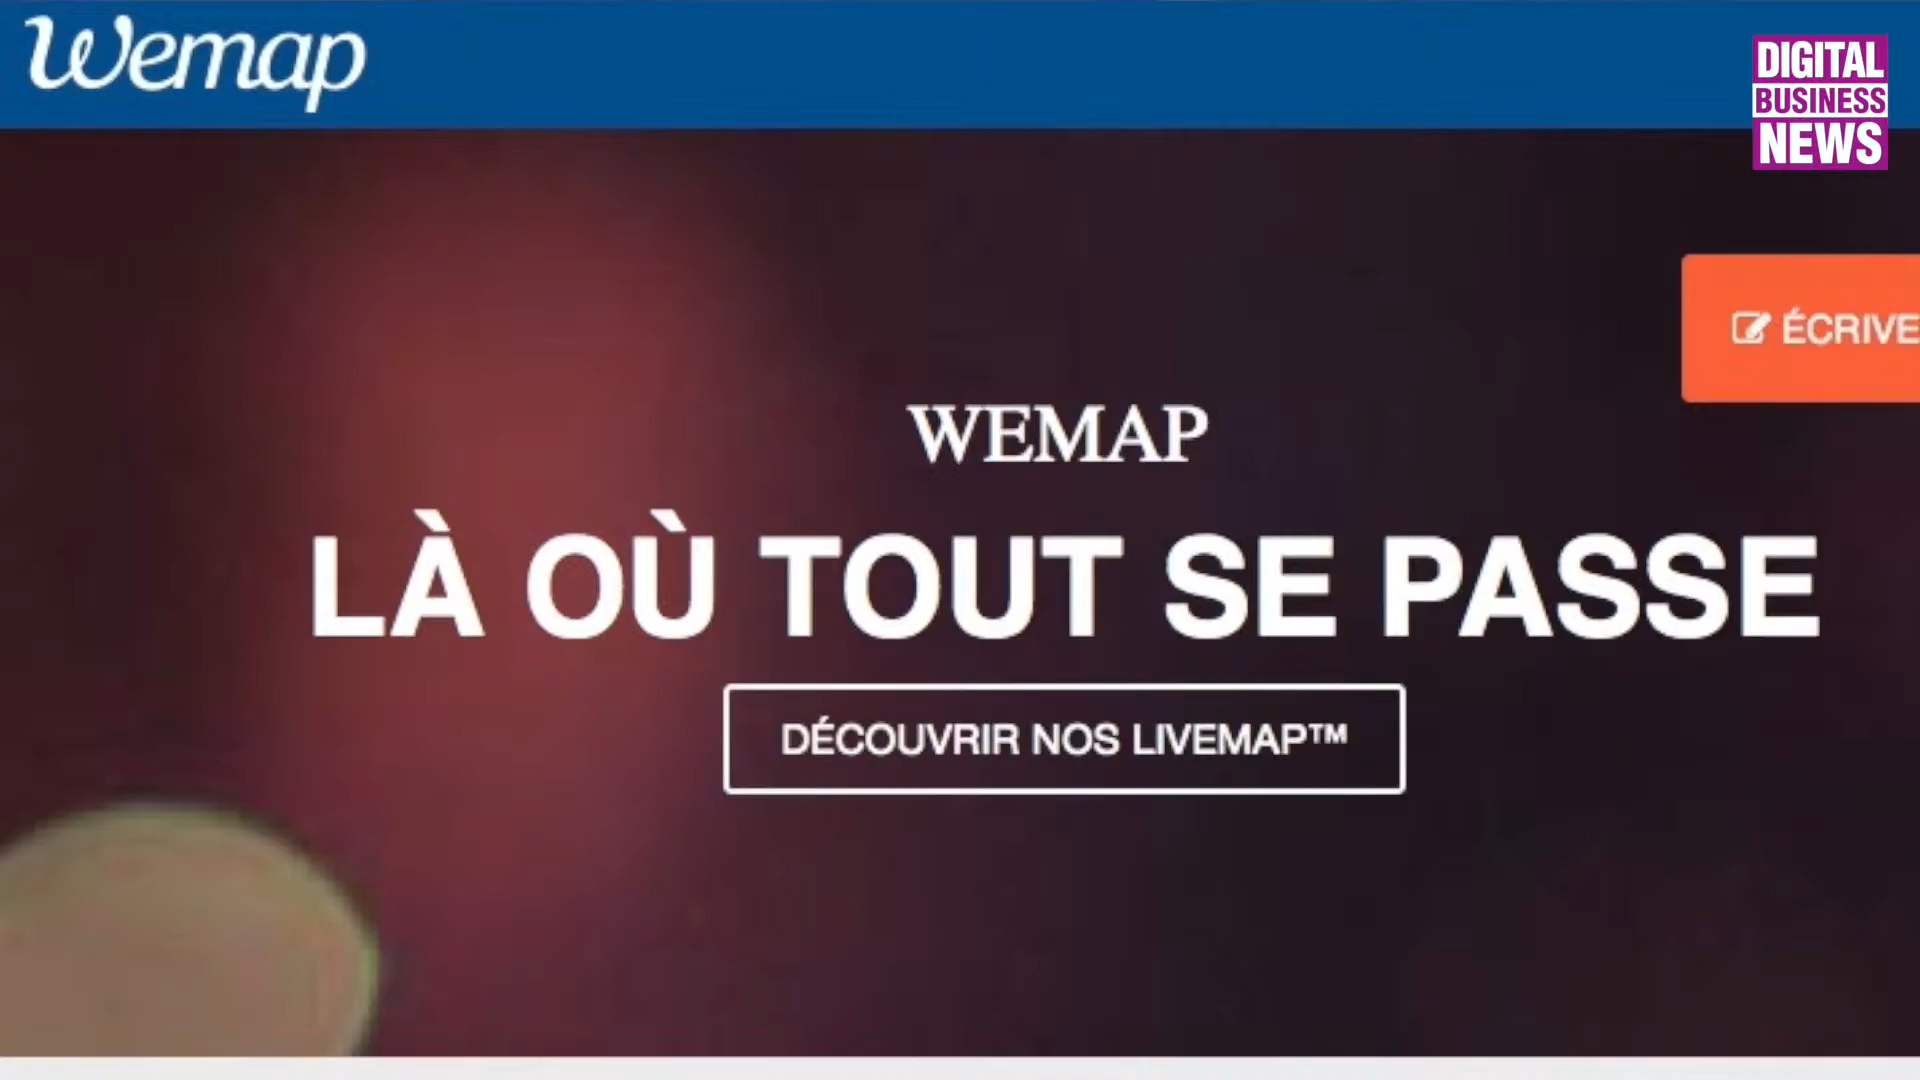 Wemap
DIGITAL
BUSINESS
NEWS
ÉCRIVE
WEMAP
LÀ OÙ TOUT SE PASSE
DÉCOUVRIR NOS LIVEMAP™